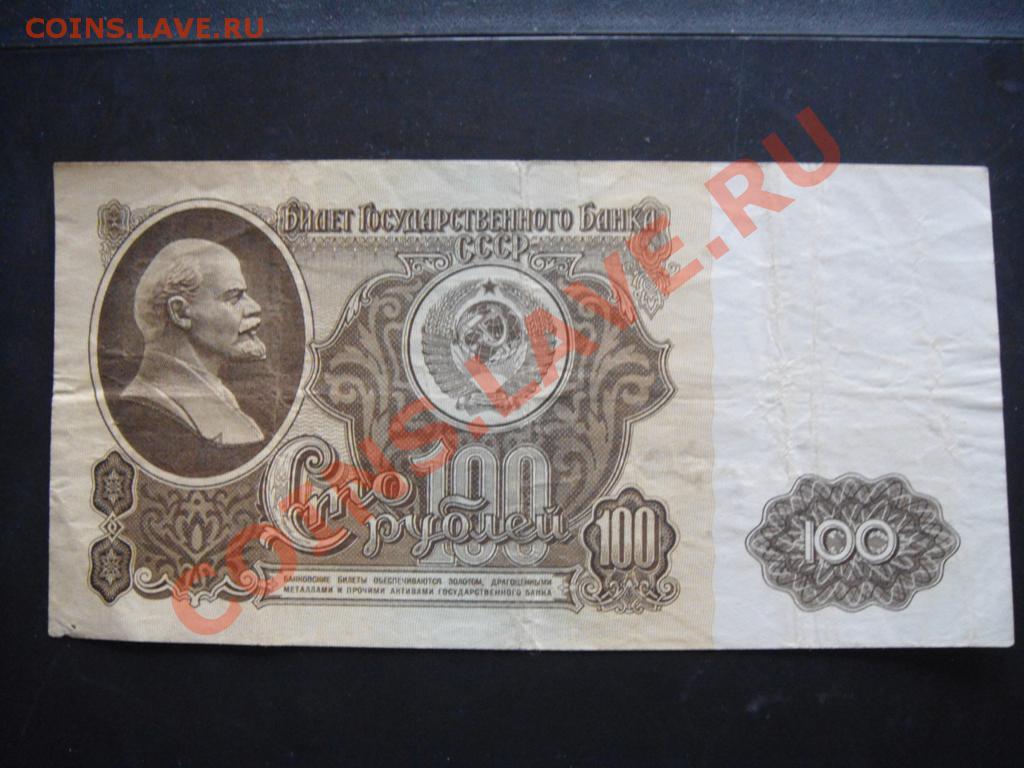 COINS.LAVE.RU
Билет Государственного Банка
СССР
Сто 100
рублей
100
100
БАНКОВСКИЕ БИЛЕТЫ ОБЕСПЕЧИВАЮТСЯ ЗОЛОТОМ, ДРАГОЦЕННЫМИ
МЕТАЛЛАМИ И ПРОЧИМИ АКТИВАМИ ГОСУДАРСТВЕННОГО БАНКА
COINS.LAVE.RU